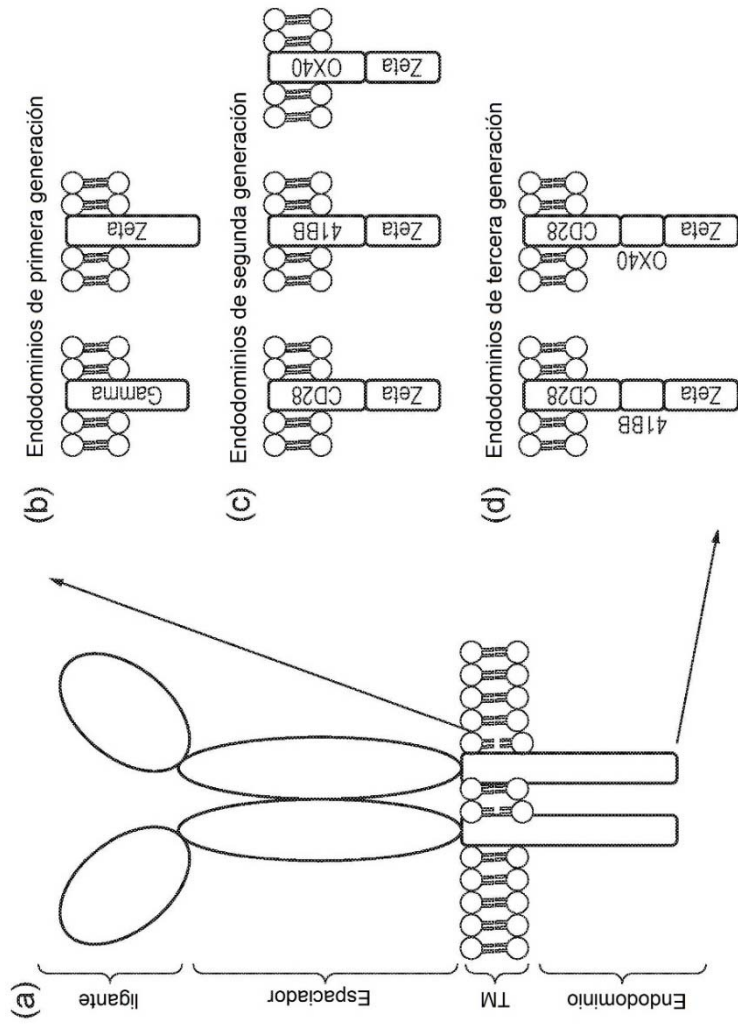 (a)
ligante
Espaciador
TM
Endodominio
(b)
Endodominios de primera generación
Gamma
Zeta
(c)
Endodominios de segunda generación
CD28
Zeta
41BB
Zeta
OX40
Zeta
(d)
Endodominios de tercera generación
CD28
41BB
Zeta
CD28
OX40
Zeta